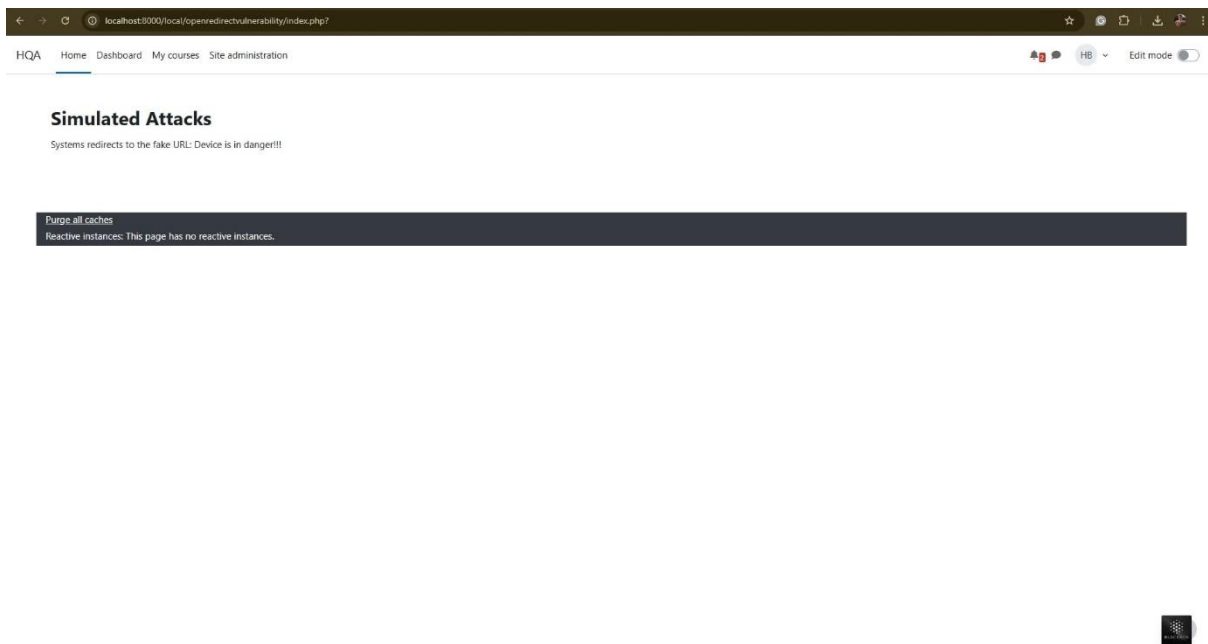 localhost:8000/local/openredirectvulnerability/index.php?
HQA Home Dashboard My courses Site administration 2 HB Edit mode
Simulated Attacks
Systems redirects to the fake URL: Device is in danger!!!
Purge all caches
Reactive instances: This page has no reactive instances.